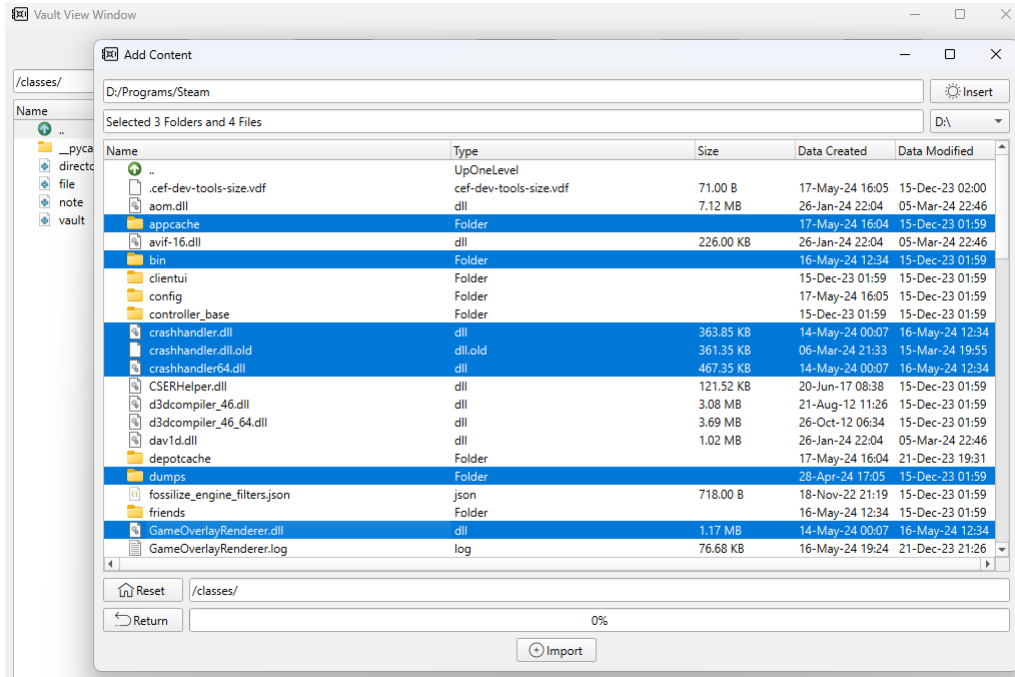 Vault View Window
Add Content
/classes/
D:/Programs/Steam
Insert
Selected 3 Folders and 4 Files
D:\
Name
..
__pyca
directo
file
note
vault
Name Type Size Data Created Data Modified
.. UpOneLevel
.cef-dev-tools-size.vdf cef-dev-tools-size.vdf 71.00 B 17-May-24 16:05 15-Dec-23 02:00
aom.dll dll 7.12 MB 26-Jan-24 22:04 05-Mar-24 22:46
appcache Folder 17-May-24 16:04 15-Dec-23 01:59
avif-16.dll dll 226.00 KB 26-Jan-24 22:04 05-Mar-24 22:46
bin Folder 16-May-24 12:34 15-Dec-23 01:59
clientui Folder 15-Dec-23 01:59 15-Dec-23 01:59
config Folder 17-May-24 16:05 15-Dec-23 01:59
controller_base Folder 15-Dec-23 01:59 15-Dec-23 01:59
crashhandler.dll dll 363.85 KB 14-May-24 00:07 16-May-24 12:34
crashhandler.dll.old dll.old 361.35 KB 06-Mar-24 21:33 15-Mar-24 19:55
crashhandler64.dll dll 467.35 KB 14-May-24 00:07 16-May-24 12:34
CSERHelper.dll dll 121.52 KB 20-Jun-17 08:38 15-Dec-23 01:59
d3dcompiler_46.dll dll 3.08 MB 21-Aug-12 11:26 15-Dec-23 01:59
d3dcompiler_46_64.dll dll 3.69 MB 26-Oct-12 06:34 15-Dec-23 01:59
dav1d.dll dll 1.02 MB 26-Jan-24 22:04 05-Mar-24 22:46
depotcache Folder 17-May-24 16:04 21-Dec-23 19:31
dumps Folder 28-Apr-24 17:05 15-Dec-23 01:59
fossilize_engine_filters.json json 718.00 B 18-Nov-22 21:19 15-Dec-23 01:59
friends Folder 16-May-24 12:34 15-Dec-23 01:59
GameOverlayRenderer.dll dll 1.17 MB 14-May-24 00:07 16-May-24 12:34
GameOverlayRenderer.log log 76.68 KB 16-May-24 19:24 21-Dec-23 21:26
Reset
/classes/
Return
0%
Import